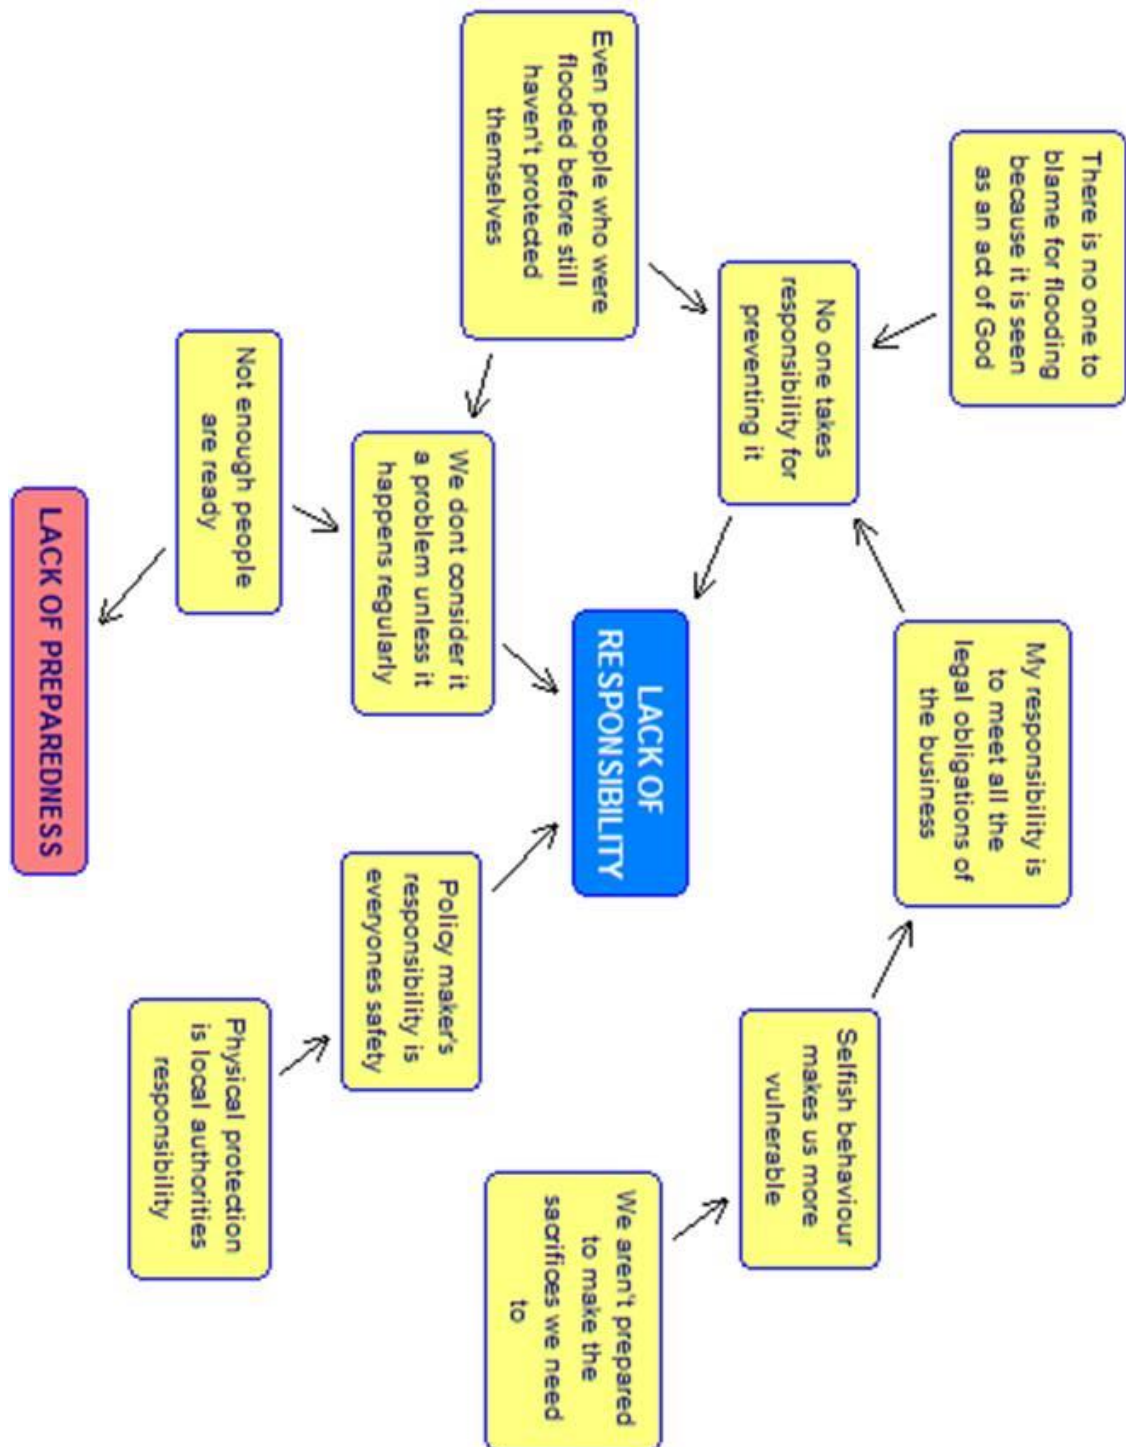 There is no one to
blame for flooding
because it is seen
as an act of God
My responsibility is
to meet all the
legal obligations of
the business
No one takes
responsibility for
preventing it
Selfish behaviour
makes us more
vulnerable
Even people who were
flooded before still
haven't protected
themselves
LACK OF
RESPONSIBILITY
We aren't prepared
to make the
sacrifices we need
to
We dont consider it
a problem unless it
happens regularly
Policy maker's
responsibility is
everyones safety
Not enough people
are ready
Physical protection
is local authorities
responsibility
LACK OF PREPAREDNESS